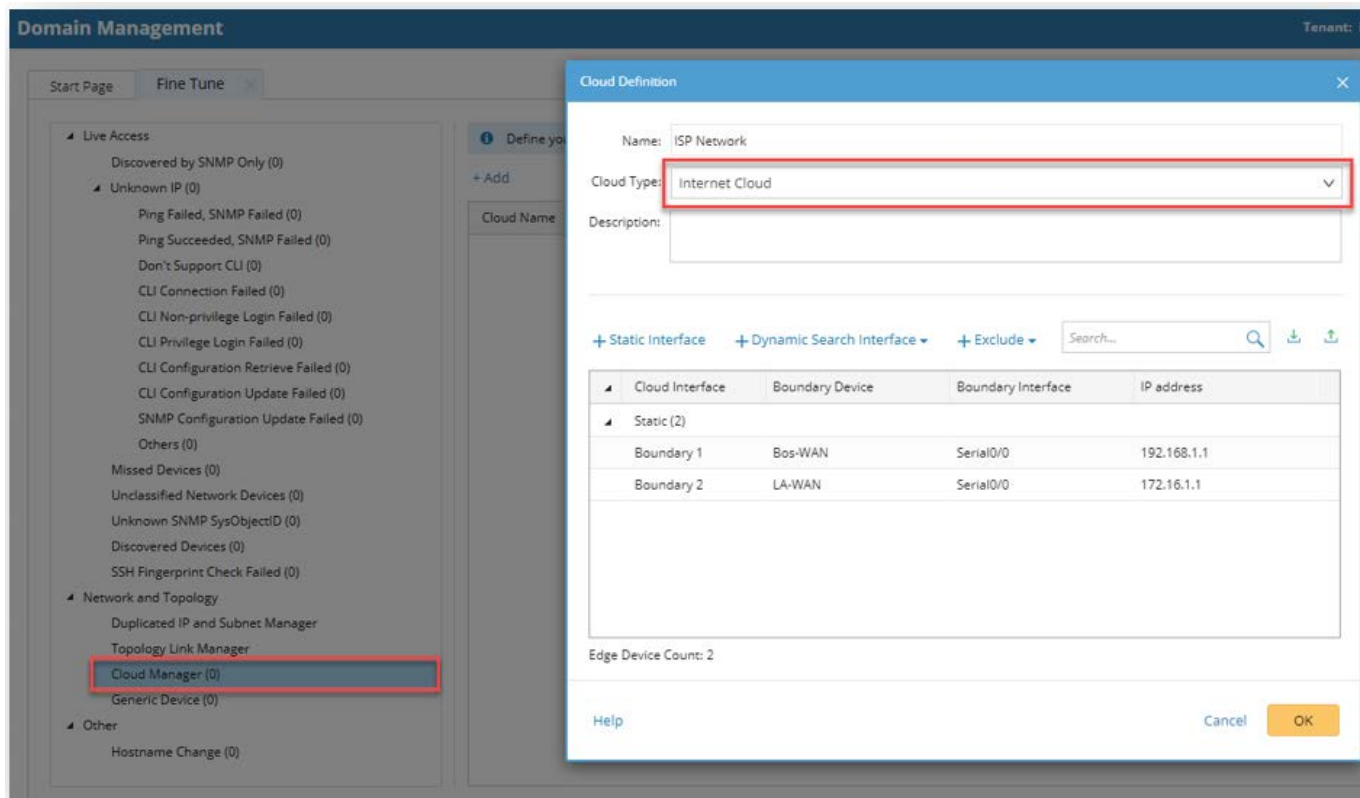 Domain Management
Tenant:
Start Page
Fine Tune
Live Access
Discovered by SNMP Only (0)
Unknown IP (0)
Ping Failed, SNMP Failed (0)
Ping Succeeded, SNMP Failed (0)
Don't Support CLI (0)
CLI Connection Failed (0)
CLI Non-privilege Login Failed (0)
CLI Privilege Login Failed (0)
CLI Configuration Retrieve Failed (0)
CLI Configuration Update Failed (0)
SNMP Configuration Update Failed (0)
Others (0)
Missed Devices (0)
Unclassified Network Devices (0)
Unknown SNMP SysObjectID (0)
Discovered Devices (0)
SSH Fingerprint Check Failed (0)
Network and Topology
Duplicated IP and Subnet Manager
Topology Link Manager
Cloud Manager (0)
Generic Device (0)
Other
Hostname Change (0)
Define you
+ Add
Cloud Name
Cloud Definition
Name: ISP Network
Cloud Type: Internet Cloud
Description:
+ Static Interface + Dynamic Search Interface + Exclude Search...
Cloud Interface Boundary Device Boundary Interface IP address
Static (2)
Boundary 1 Bos-WAN Serial0/0 192.168.1.1
Boundary 2 LA-WAN Serial0/0 172.16.1.1
Edge Device Count: 2
Help Cancel OK